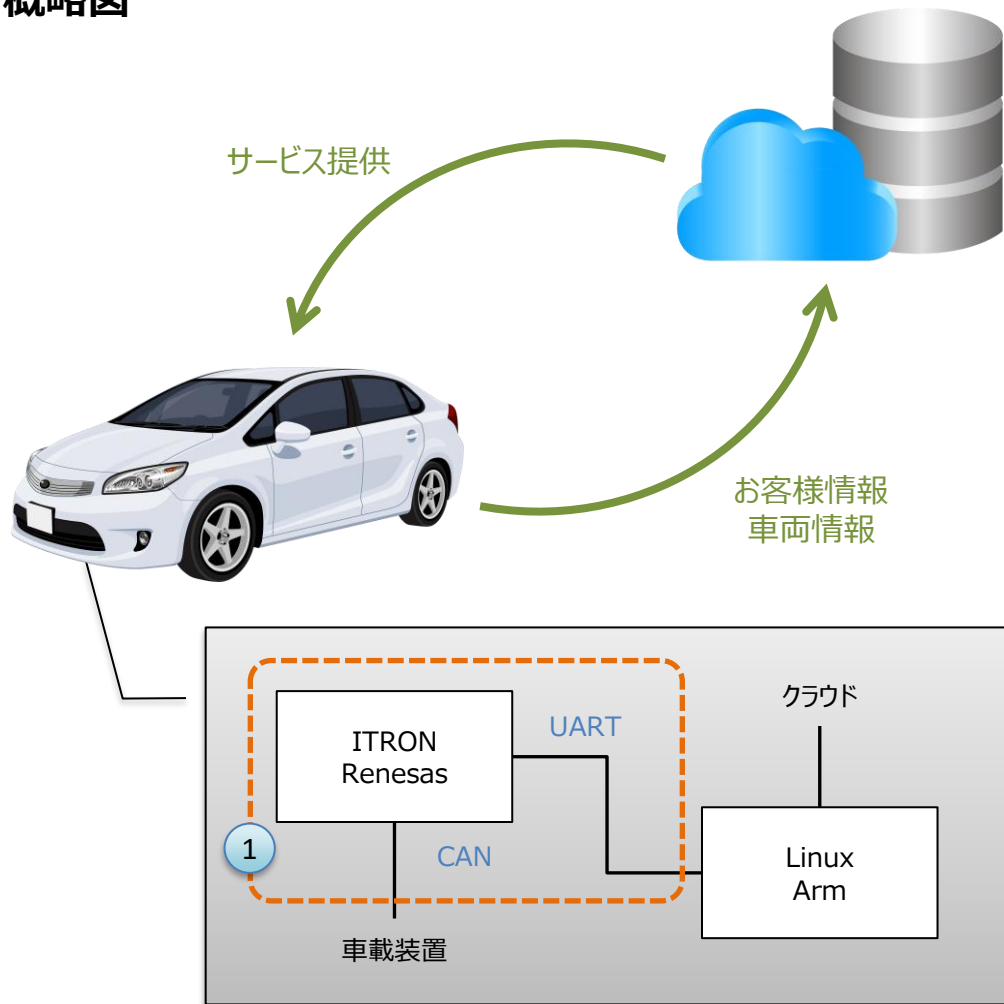 概略図
サービス提供
お客様情報
車両情報
クラウド
UART
ITRON
Renesas
1
CAN
Linux
Arm
車載装置